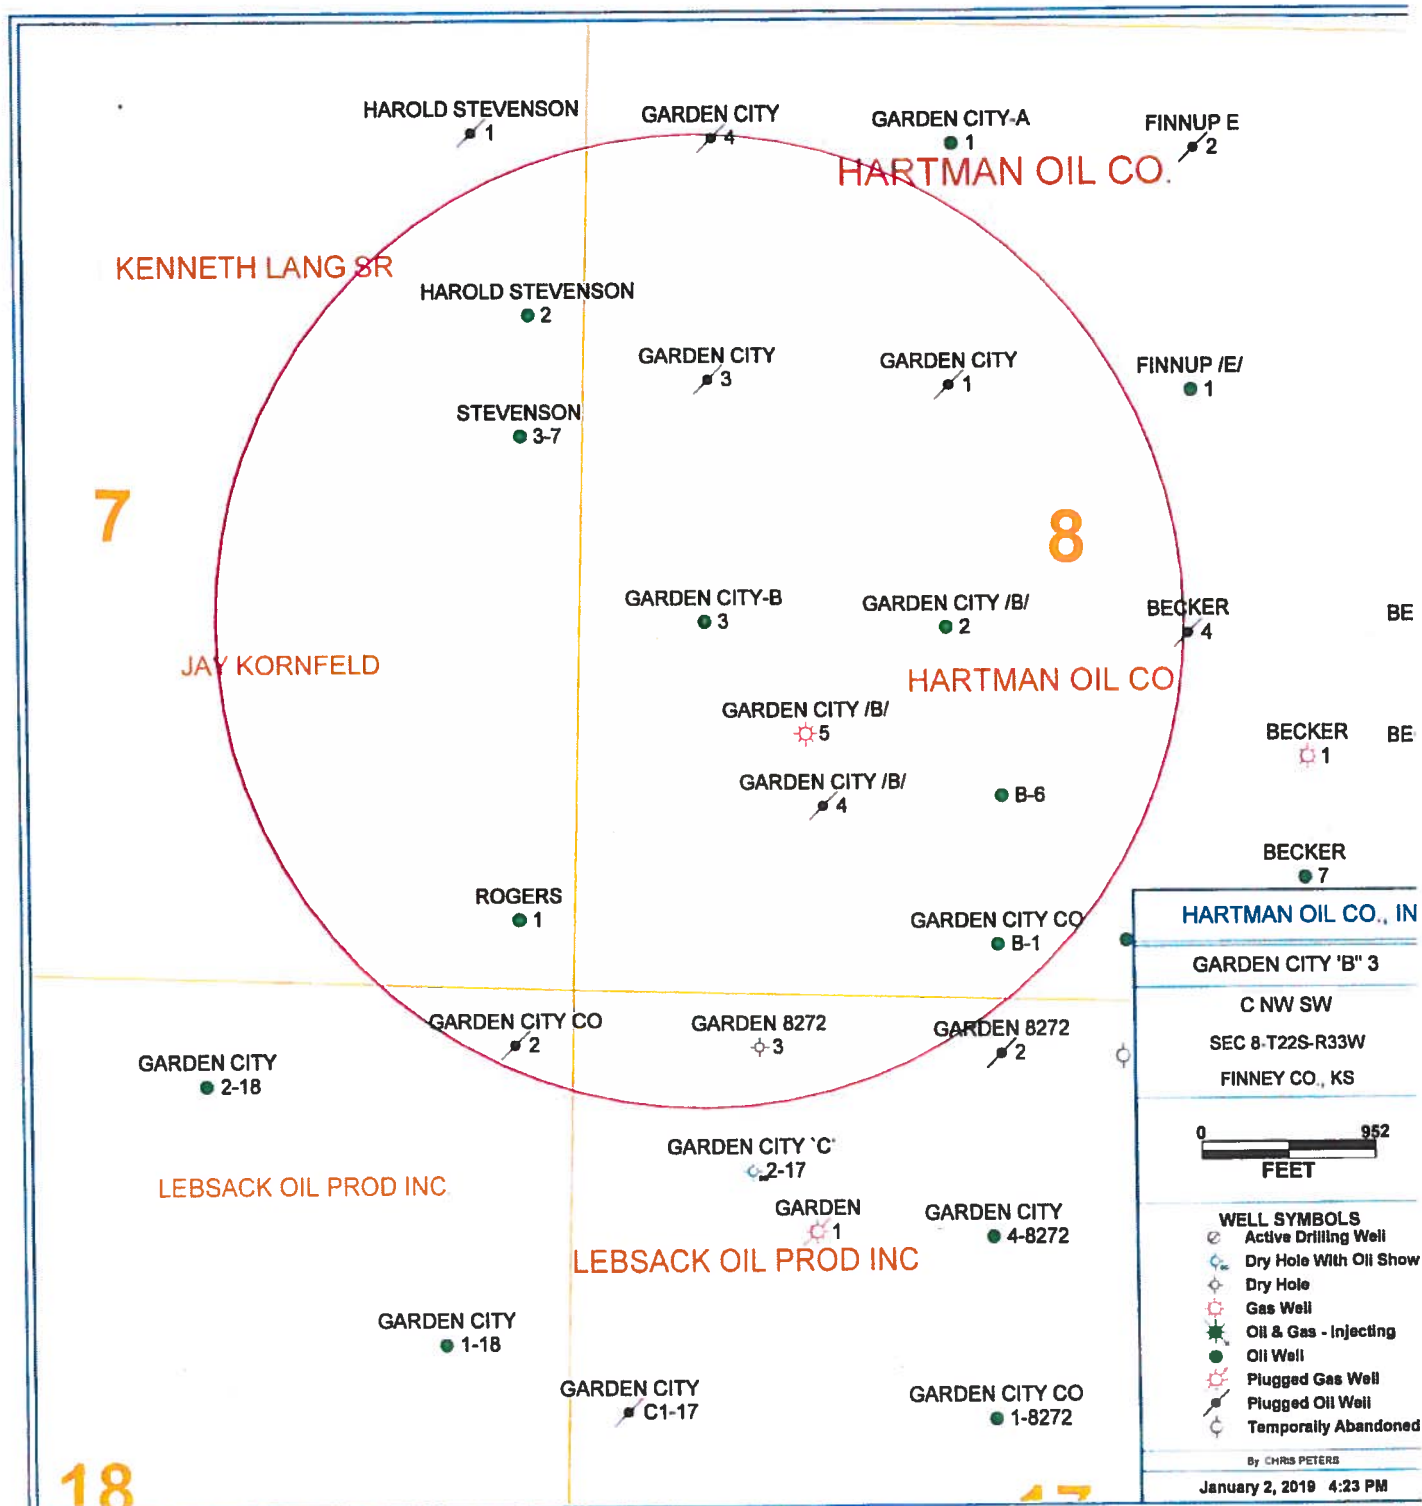 HAROLD STEVENSON
1
GARDEN CITY
4
GARDEN CITY-A
1
FINNUP E
2
HARTMAN OIL CO.
KENNETH LANG SR
HAROLD STEVENSON
2
GARDEN CITY
3
GARDEN CITY
1
FINNUP /E/
1
STEVENSON
3-7
7
8
GARDEN CITY-B
3
GARDEN CITY /B/
2
BECKER
4
BE
JAY KORNFELD
HARTMAN OIL CO
GARDEN CITY /B/
5
BECKER
1
BE
GARDEN CITY /B/
4
B-6
BECKER
7
ROGERS
1
GARDEN CITY CO
B-1
GARDEN CITY CO
2
GARDEN 8272
3
GARDEN 8272
2
GARDEN CITY
2-18
GARDEN CITY 'C'
2-17
LEBSACK OIL PROD INC
GARDEN
1
GARDEN CITY
4-8272
LEBSACK OIL PROD INC
GARDEN CITY
1-18
GARDEN CITY
C1-17
GARDEN CITY CO
1-8272
18
17
HARTMAN OIL CO., IN
GARDEN CITY 'B" 3
C NW SW
SEC 8-T22S-R33W
FINNEY CO., KS
0 952
FEET
WELL SYMBOLS
Active Drilling Well
Dry Hole With Oil Show
Dry Hole
Gas Well
Oil & Gas - Injecting
Oil Well
Plugged Gas Well
Plugged Oil Well
Temporally Abandoned
By CHRIS PETERS
January 2, 2019 4:23 PM